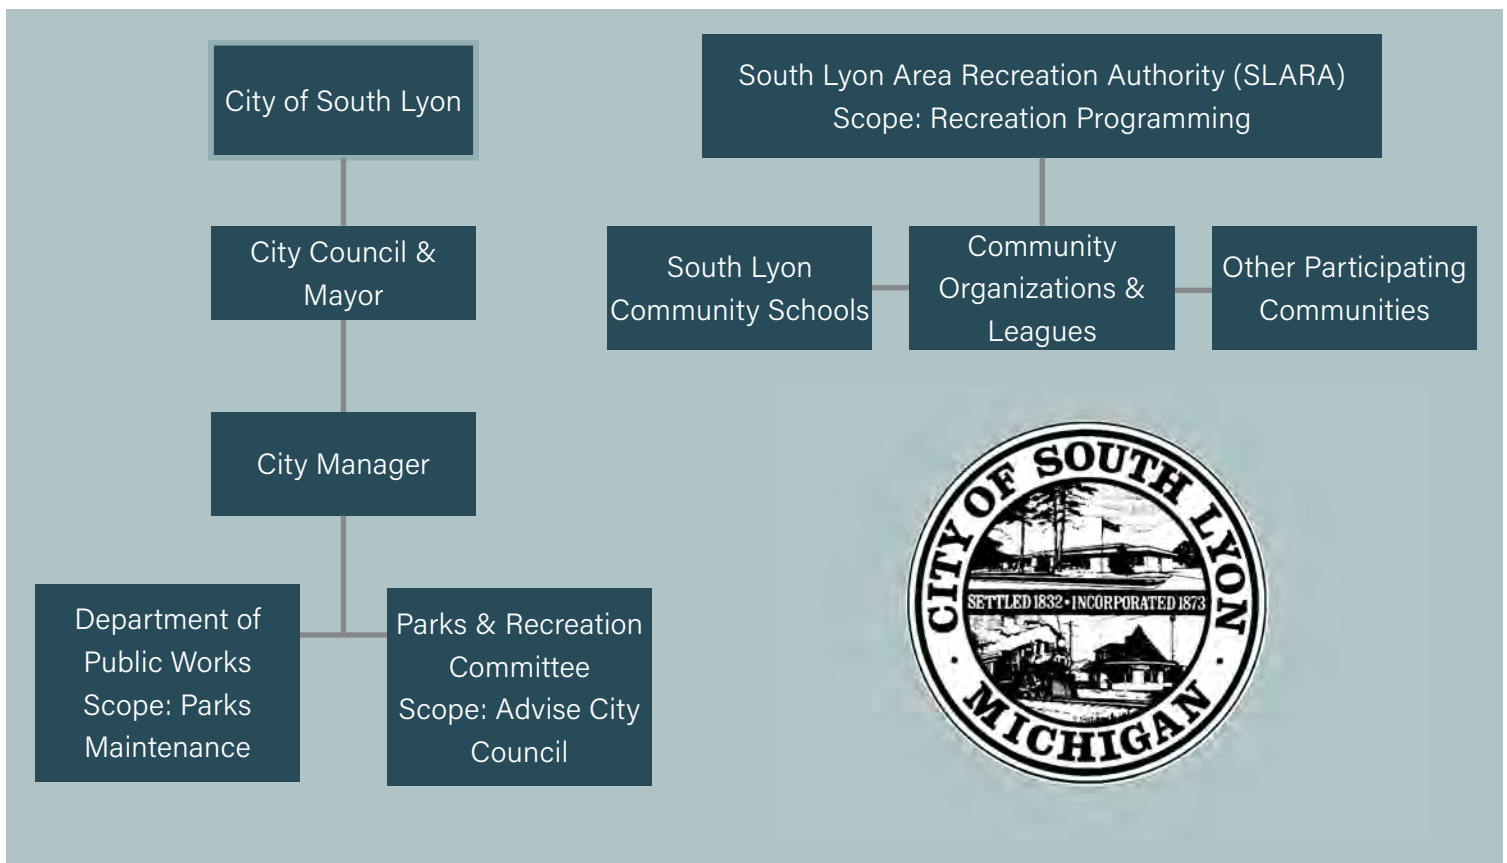 City of South Lyon
City Council &
Mayor
City Manager
Department of
Public Works
Scope: Parks
Maintenance
Parks & Recreation
Committee
Scope: Advise City
Council
South Lyon Area Recreation Authority (SLARA)
Scope: Recreation Programming
South Lyon
Community Schools
Community
Organizations &
Leagues
Other Participating
Communities
CITY OF SOUTH LYON
SETTLED 1832 • INCORPORATED 1873
• MICHIGAN •